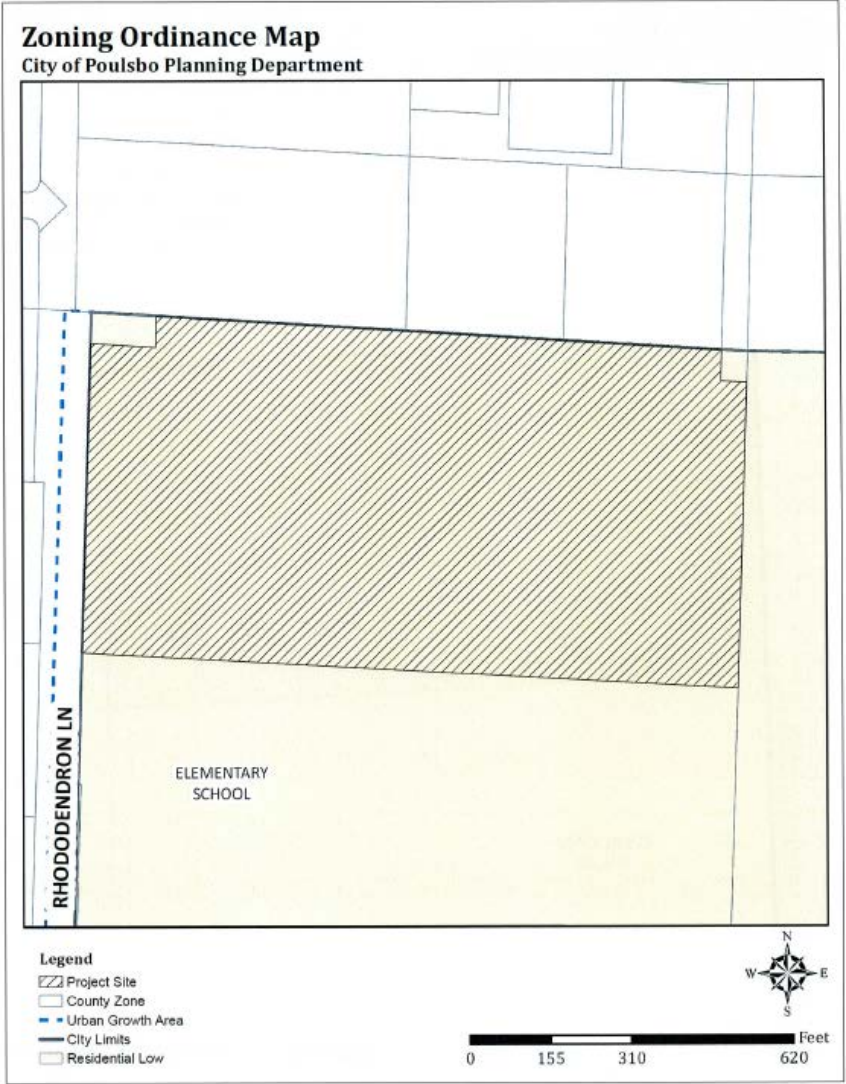 Zoning Ordinance Map
City of Poulsbo Planning Department
RHODODENDRON LN
ELEMENTARY
SCHOOL
Legend
Project Site
County Zone
Urban Growth Area
City Limits
Residential Low
N
W E
S
Feet
0 155 310 620